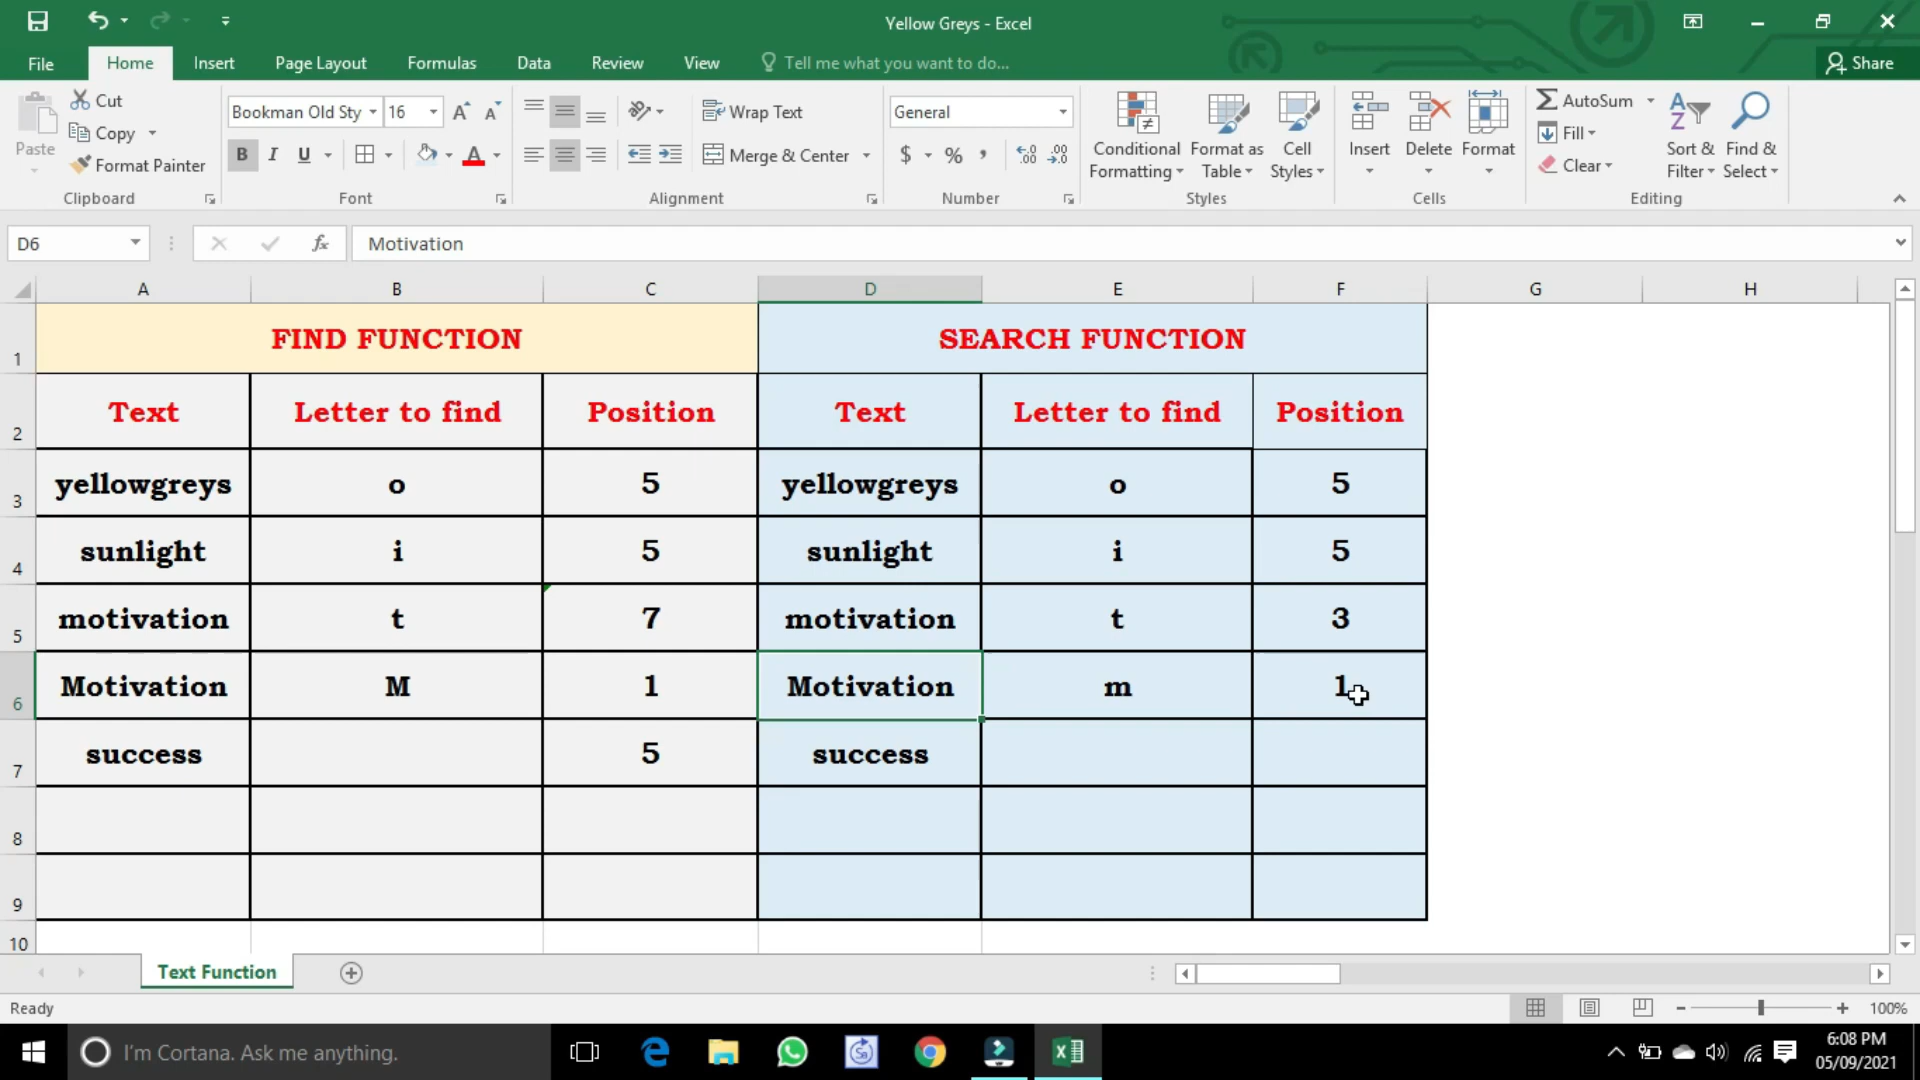 Yellow Greys - Excel
File Home Insert Page Layout Formulas Data Review View Tell me what you want to do... Share
Paste
Cut
Copy
Format Painter
Clipboard
Bookman Old Sty 16
B I U
Font
Wrap Text
Merge & Center
Alignment
General
$ % ,
Number
Conditional Formatting
Format as Table
Cell Styles
Styles
Insert Delete Format
Cells
AutoSum
Fill
Clear
Sort & Filter
Find & Select
Editing
D6 fx Motivation
A B C D E F G H
1 FIND FUNCTION SEARCH FUNCTION
2 Text Letter to find Position Text Letter to find Position
3 yellowgreys o 5 yellowgreys o 5
4 sunlight i 5 sunlight i 5
5 motivation t 7 motivation t 3
6 Motivation M 1 Motivation m 1
7 success 5 success
8
9
10
Text Function
Ready 100%
I'm Cortana. Ask me anything.
6:08 PM
05/09/2021